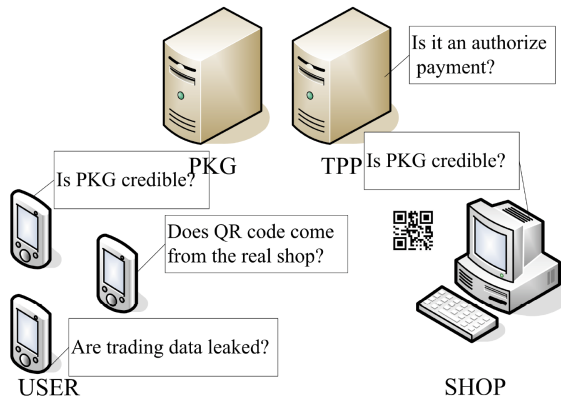 Is it an authorize
payment?
PKG
TPP
Is PKG credible?
Is PKG credible?
Does QR code come
from the real shop?
Are trading data leaked?
USER
SHOP